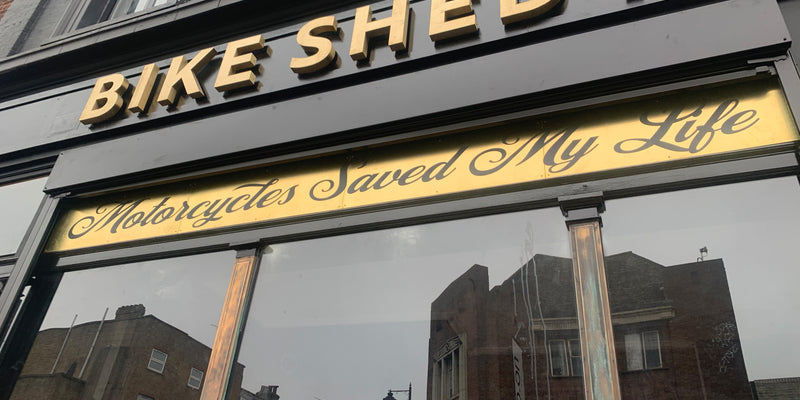 BIKE SHED
Motorcycles Saved My Life